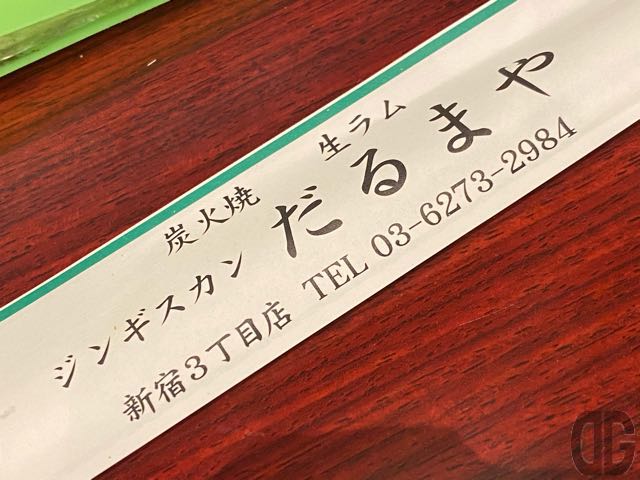 炭火焼 生ラム
ジンギスカン だるまや
新宿3丁目店 TEL 03-6273-2984
DG